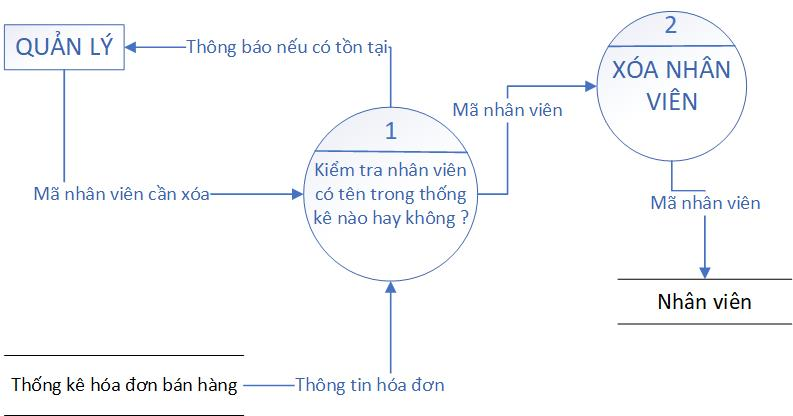 QUẢN LÝ
Thông báo nếu có tồn tại
2
XÓA NHÂN
VIÊN
Mã nhân viên
1
Kiểm tra nhân viên
có tên trong thống
kê nào hay không ?
Mã nhân viên cần xóa
Mã nhân viên
Nhân viên
Thống kê hóa đơn bán hàng
Thông tin hóa đơn